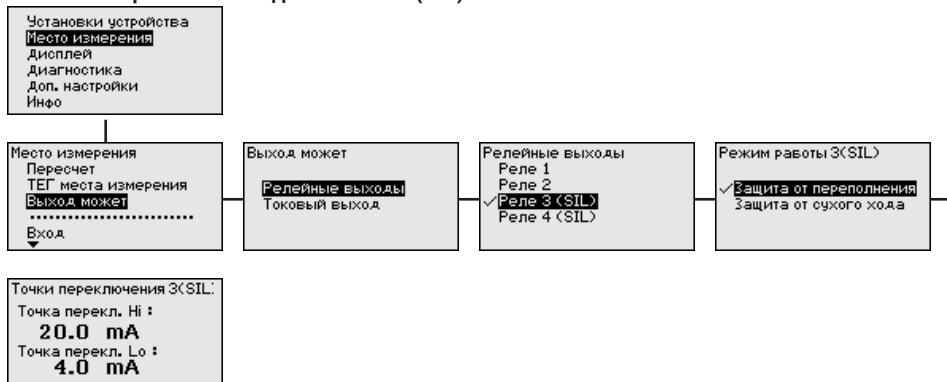 Установки устройства
Место измерения
Дисплей
Диагностика
Доп. настройки
Инфо
Место измерения
Пересчет
ТЕГ места измерения
Выход может
Вход
Выход может
Релейные выходы
Токовый выход
Релейные выходы
Реле 1
Реле 2
Реле 3 (SIL)
Реле 4 (SIL)
Режим работы 3(SIL)
Защита от переполнения
Защита от сухого хода
Точки переключения 3(SIL)
Точка перекл. Hi :
20.0 mA
Точка перекл. Lo :
4.0 mA